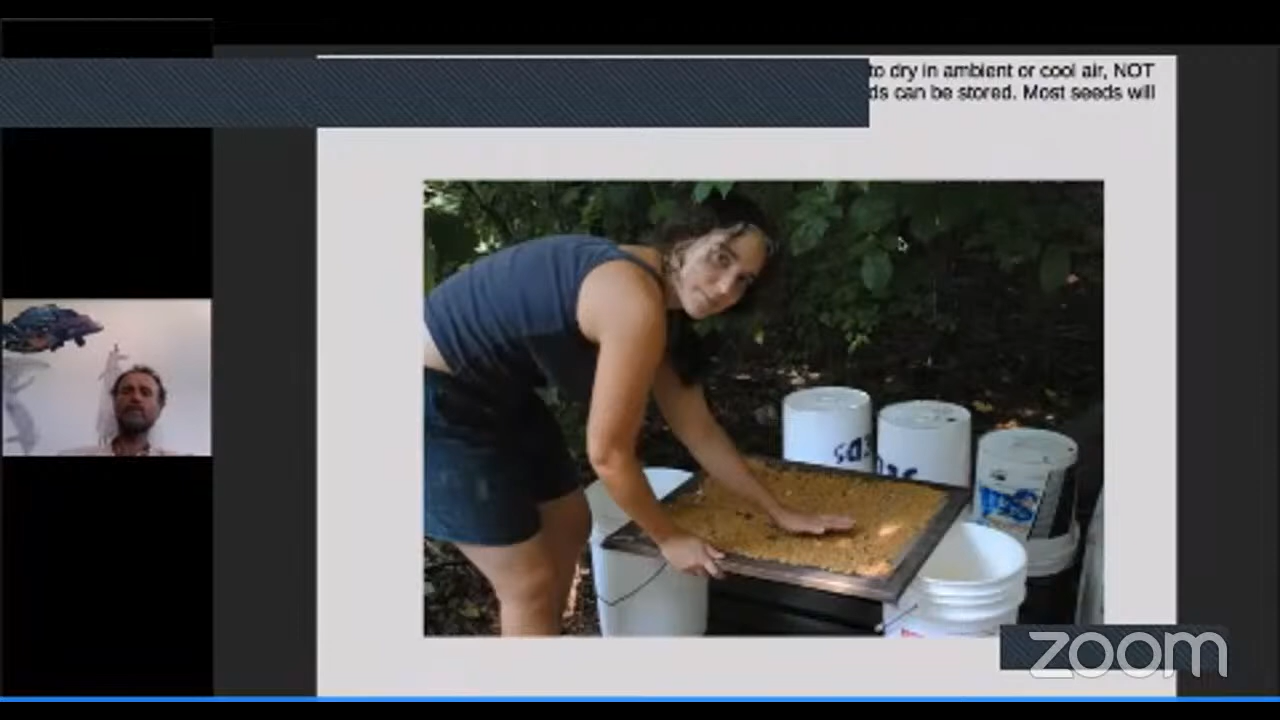 to dry in ambient or cool air, NOT
ds can be stored. Most seeds will
zoom